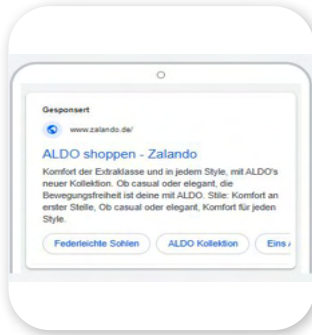 Gesponsert
www.zalando.de/
ALDO shoppen - Zalando
Komfort der Extraklasse und in jedem Style, mit ALDO's
neuer Kollektion. Ob casual oder elegant, die
Bewegungsfreiheit ist deine mit ALDO. Stile: Komfort an
erster Stelle, Ob casual oder elegant, Komfort für jeden
Style.
Federleichte Sohlen ALDO Kollektion Eins